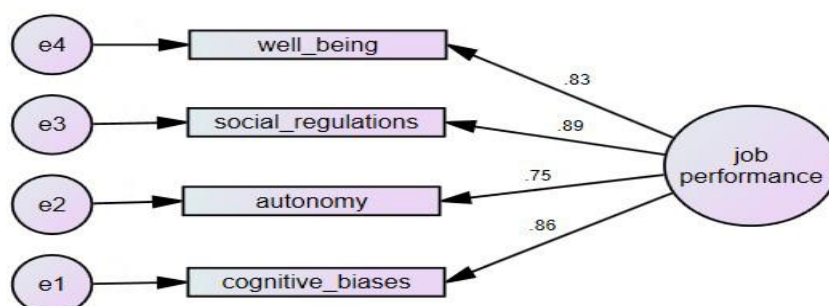 e4
well_being
.83
e3
social_regulations
.89
job
performance
e2
autonomy
.75
e1
cognitive_biases
.86